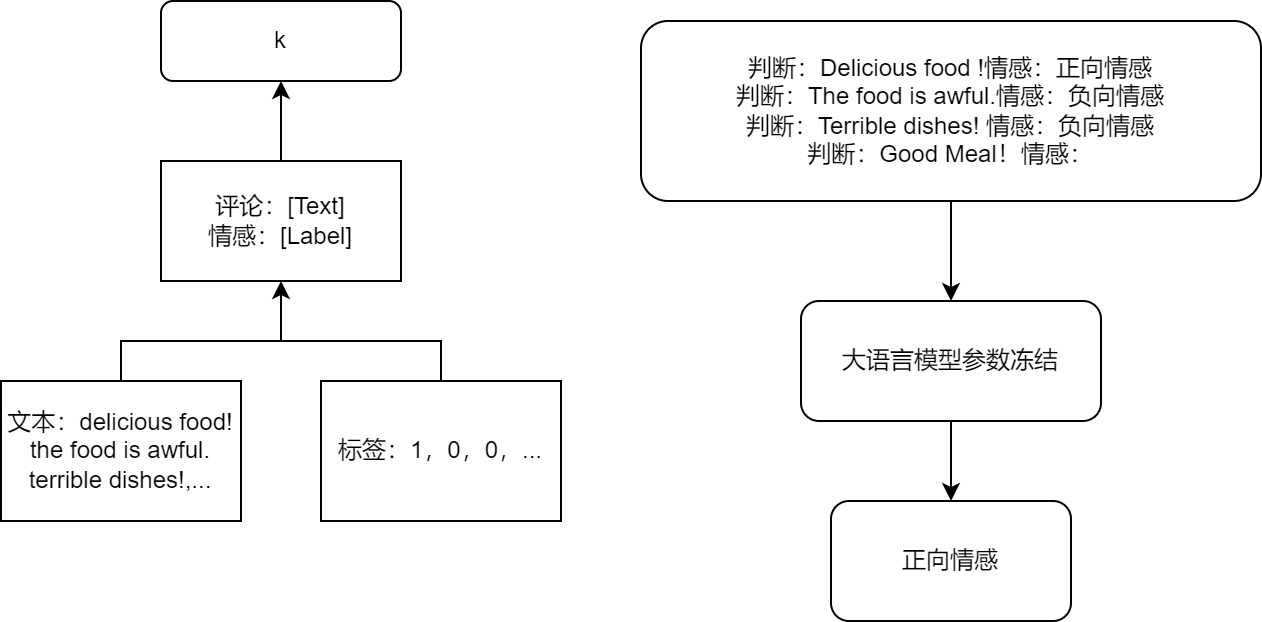 k
评论：[Text]
情感：[Label]
文本：delicious food!
the food is awful.
terrible dishes!,...
标签：1，0，0，...
判断：Delicious food !情感：正向情感
判断：The food is awful.情感：负向情感
判断：Terrible dishes! 情感：负向情感
判断：Good Meal！情感：
大语言模型参数冻结
正向情感